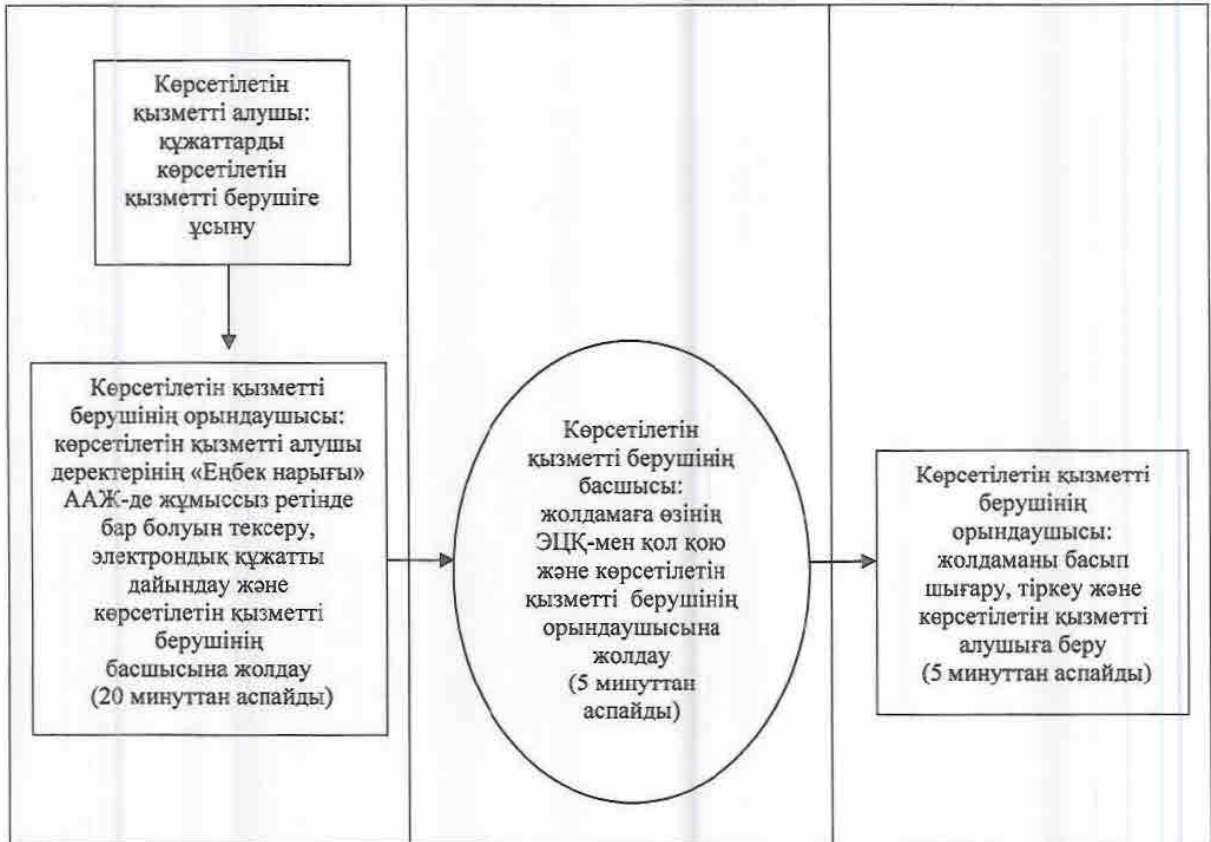 Көрсетілетін
қызметті алушы:
құжаттарды
көрсетілетін
қызметті берушіге
ұсыну
Көрсетілетін қызметті
берушінің орындаушысы:
көрсетілетін қызметті алушы
деректерінің «Еңбек нарығы»
ААЖ-де жұмыссыз ретінде
бар болуын тексеру,
электрондық құжатты
дайындау және
көрсетілетін қызметті
берушінің
басшысына жолдау
(20 минуттан аспайды)
Көрсетілетін
қызметті берушінің
басшысы:
жолдамаға өзінің
ЭЦҚ-мен қол қою
және көрсетілетін
қызметті берушінің
орындаушысына
жолдау
(5 минуттан
аспайды)
Көрсетілетін қызметті
берушінің
орындаушысы:
жолдаманы басып
шығару, тіркеу және
көрсетілетін қызметті
алушыға беру
(5 минуттан аспайды)